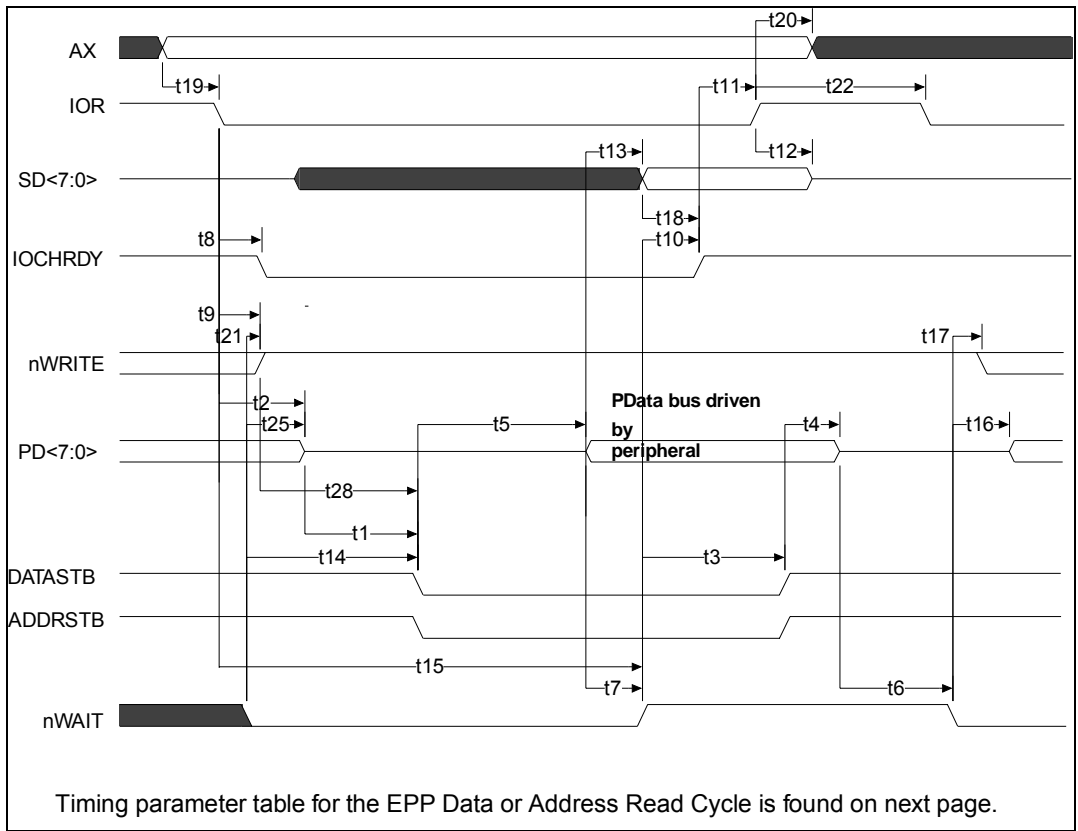 t20
AX
t19
t11
t22
IOR
t13
t12
SD<7:0>
t18
t8
t10
IOCHRDY
t9
t21
t17
nWRITE
t2
PData bus driven
t25
t5
by
t4
t16
PD<7:0>
peripheral
t28
t1
t14
t3
DATASTB
ADDRSTB
t15
t7
t6
nWAIT
Timing parameter table for the EPP Data or Address Read Cycle is found on next page.